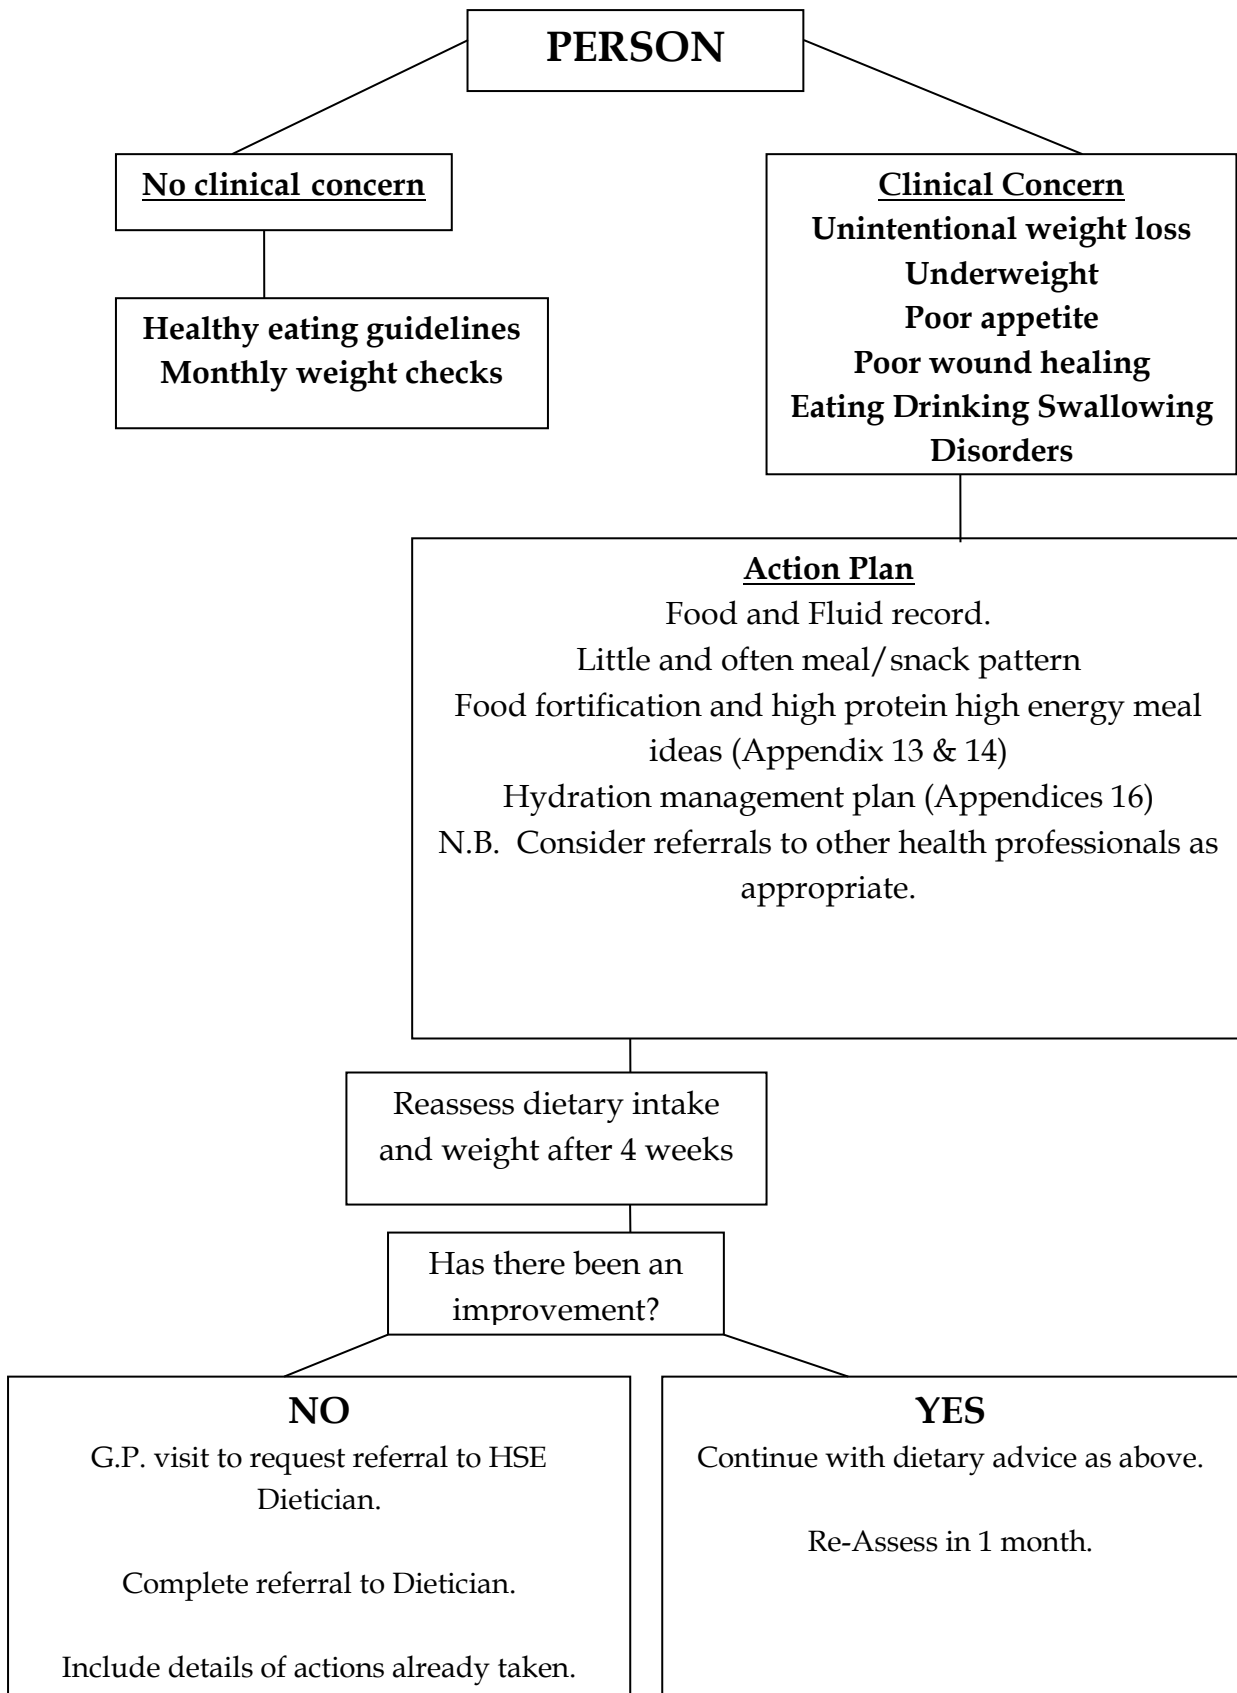 PERSON
No clinical concern
Healthy eating guidelines
Monthly weight checks
Clinical Concern
Unintentional weight loss
Underweight
Poor appetite
Poor wound healing
Eating Drinking Swallowing
Disorders
Action Plan
Food and Fluid record.
Little and often meal/snack pattern
Food fortification and high protein high energy meal
ideas (Appendix 13 & 14)
Hydration management plan (Appendices 16)
N.B.  Consider referrals to other health professionals as
appropriate.
Reassess dietary intake
and weight after 4 weeks
Has there been an
improvement?
NO
G.P. visit to request referral to HSE
Dietician.
Complete referral to Dietician.
Include details of actions already taken.
YES
Continue with dietary advice as above.
Re-Assess in 1 month.